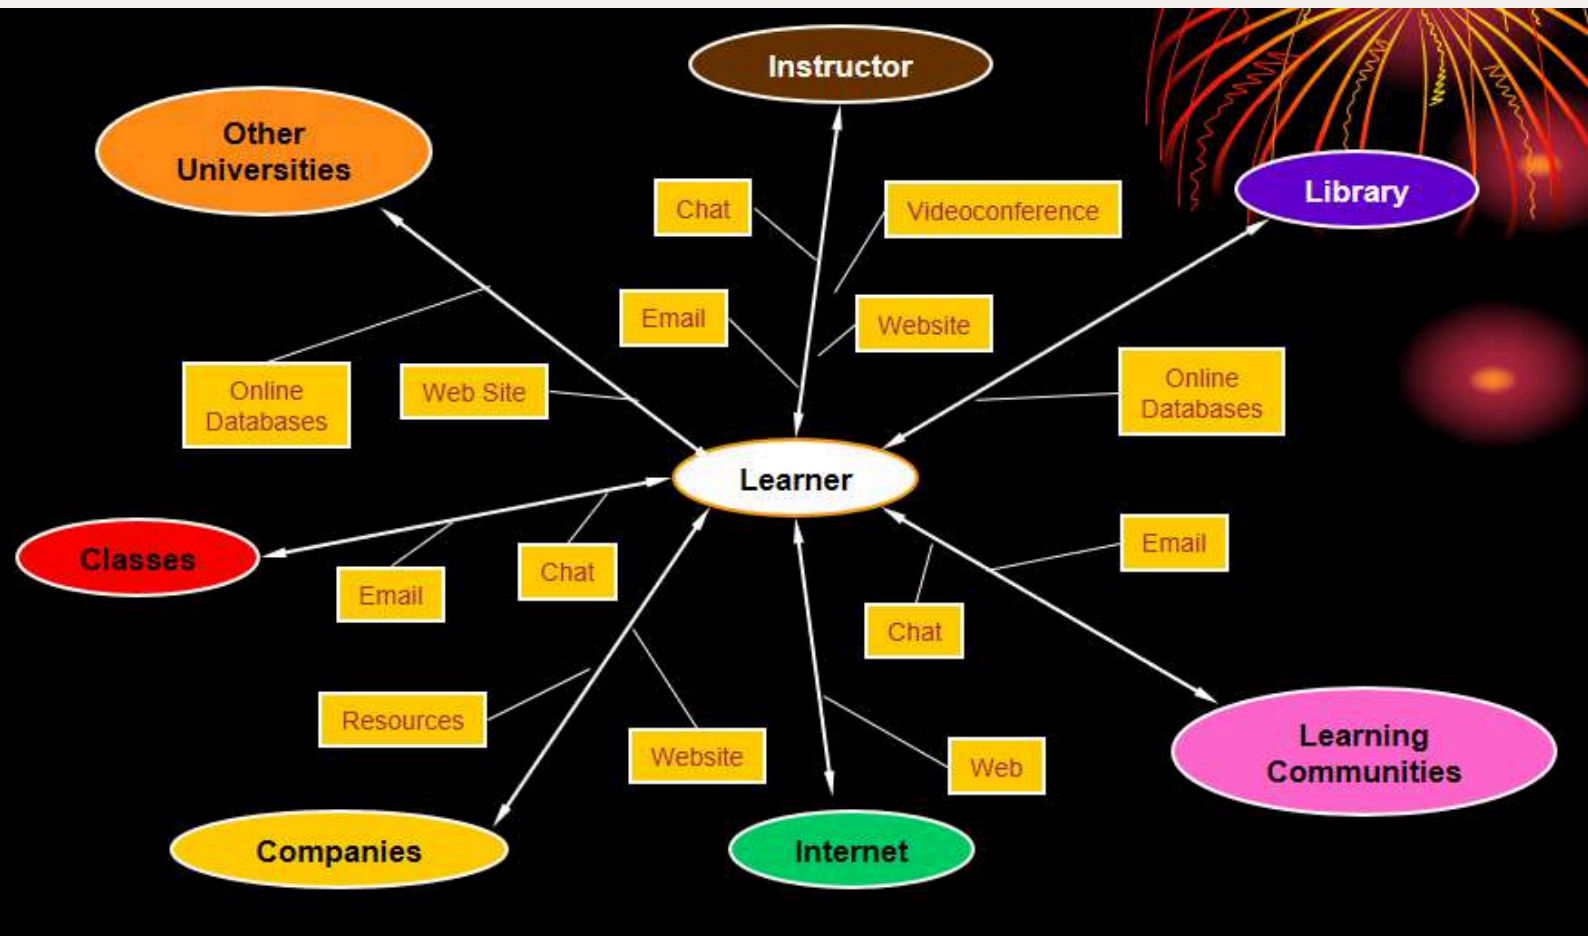 Instructor
Other
Universities
Library
Chat
Videoconference
Email
Website
Online
Databases
Web Site
Online
Databases
Learner
Classes
Email
Chat
Email
Chat
Resources
Website
Web
Learning
Communities
Companies
Internet